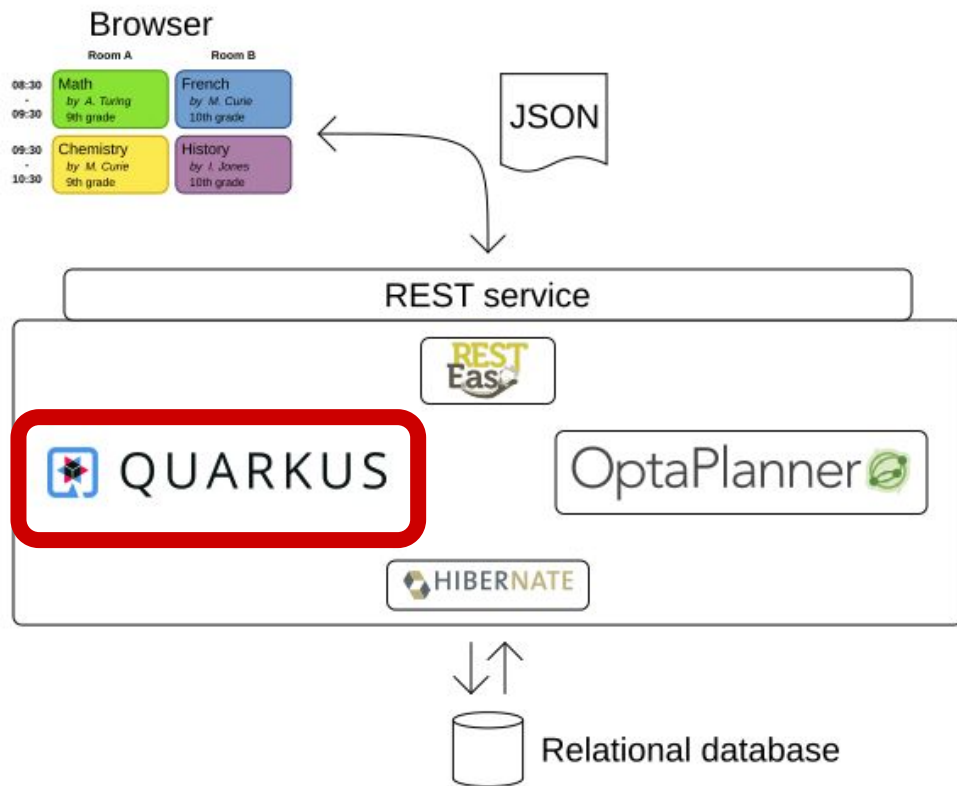 Browser
Room A
Room B
08:30
-
09:30
Math
by A. Turing
9th grade
French
by M. Curie
10th grade
09:30
-
10:30
Chemistry
by M. Curie
9th grade
History
by I. Jones
10th grade
JSON
REST service
REST
Easy
QUARKUS
OptaPlanner
HIBERNATE
Relational database